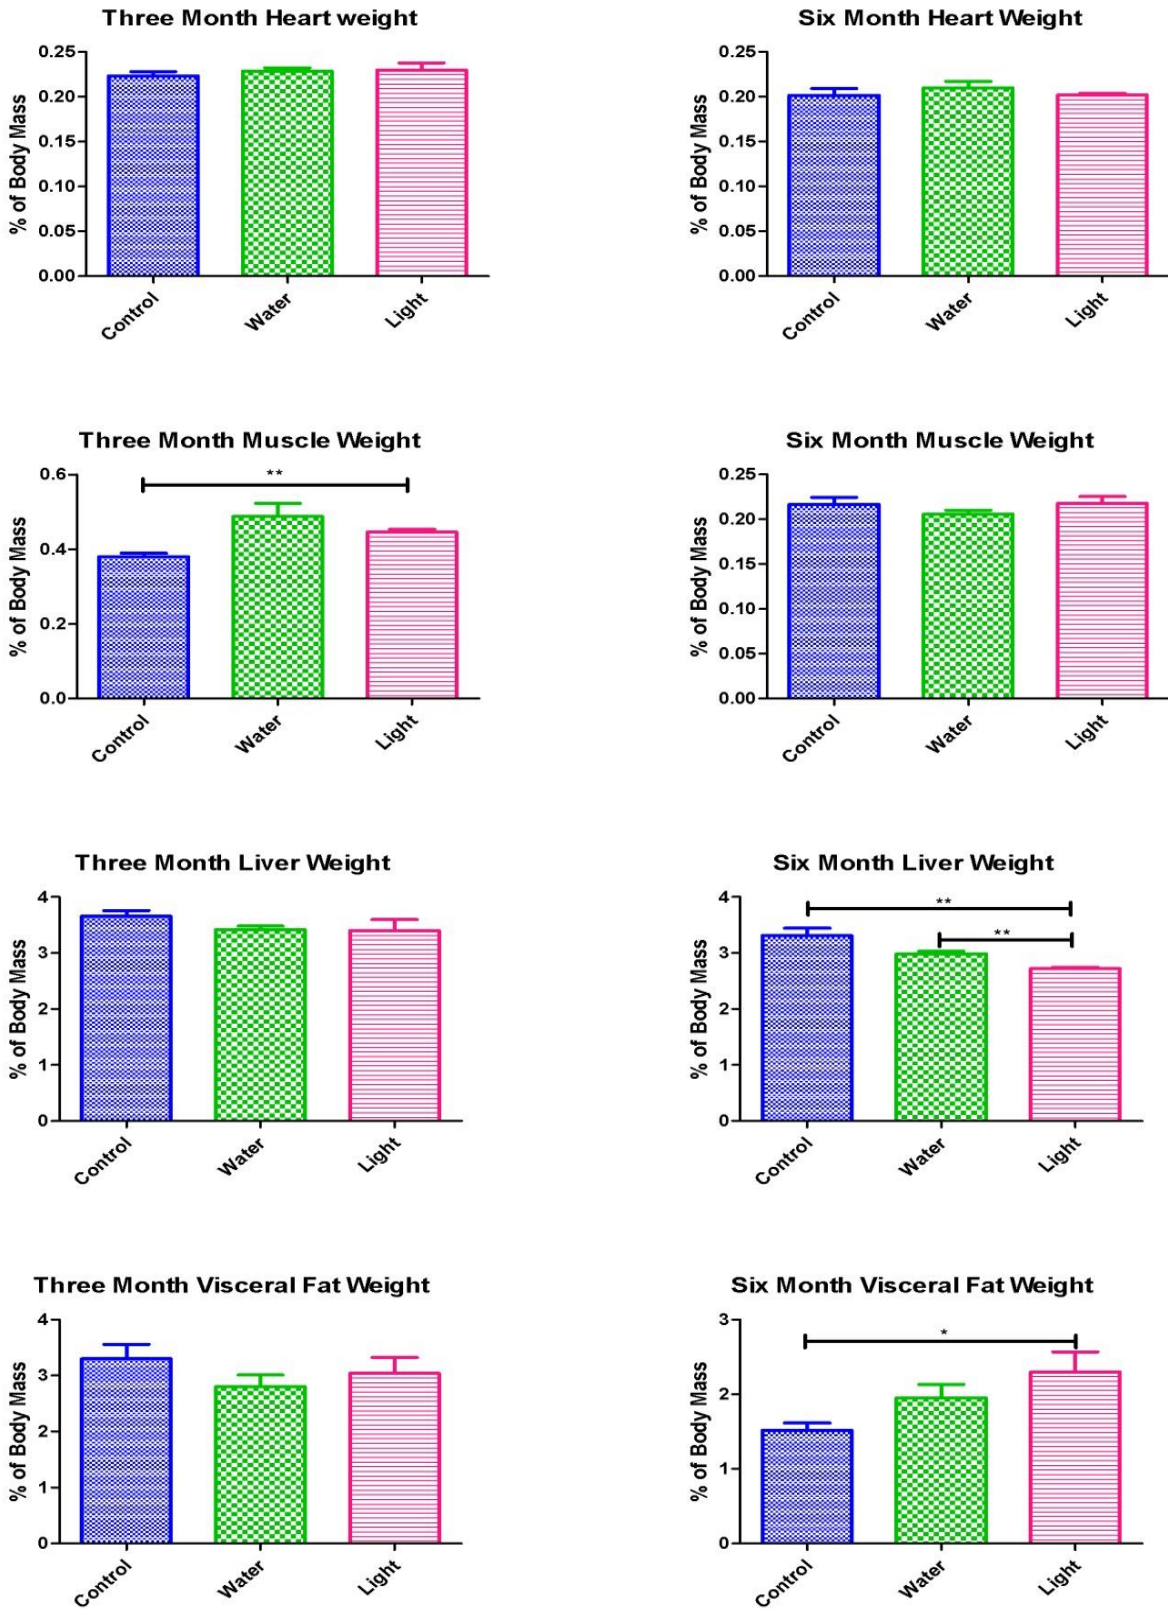 Three Month Heart weight
% of Body Mass
0.25
0.20
0.15
0.10
0.05
0.00
Control
Water
Light
Six Month Heart Weight
% of Body Mass
0.25
0.20
0.15
0.10
0.05
0.00
Control
Water
Light
Three Month Muscle Weight
% of Body Mass
0.6
0.4
0.2
0.0
**
Control
Water
Light
Six Month Muscle Weight
% of Body Mass
0.25
0.20
0.15
0.10
0.05
0.00
Control
Water
Light
Three Month Liver Weight
% of Body Mass
4
3
2
1
0
Control
Water
Light
Six Month Liver Weight
% of Body Mass
4
3
2
1
0
**
**
Control
Water
Light
Three Month Visceral Fat Weight
% of Body Mass
4
3
2
1
0
Control
Water
Light
Six Month Visceral Fat Weight
% of Body Mass
3
2
1
0
*
Control
Water
Light